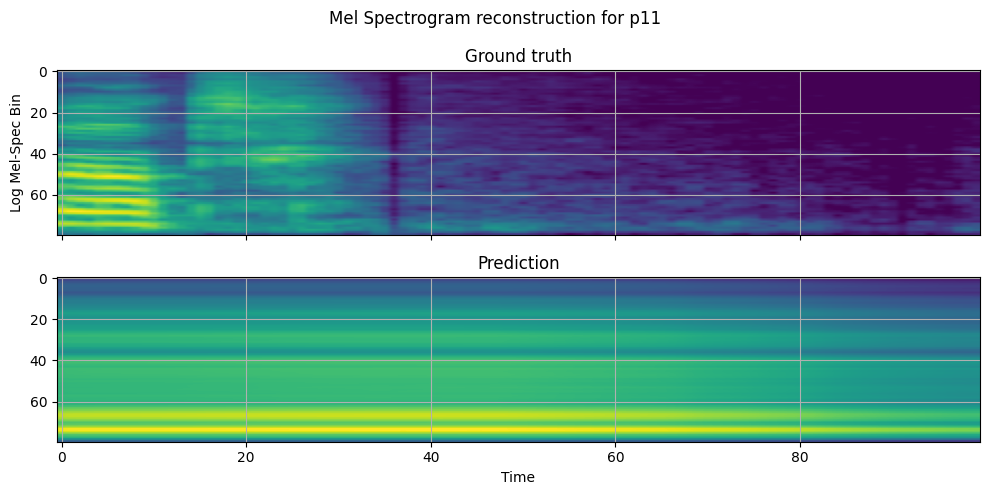 Mel Spectrogram reconstruction for p11
Ground truth
0
20
40
60
Log Mel-Spec Bin
Prediction
0
20
40
60
0 20 40 60 80
Time